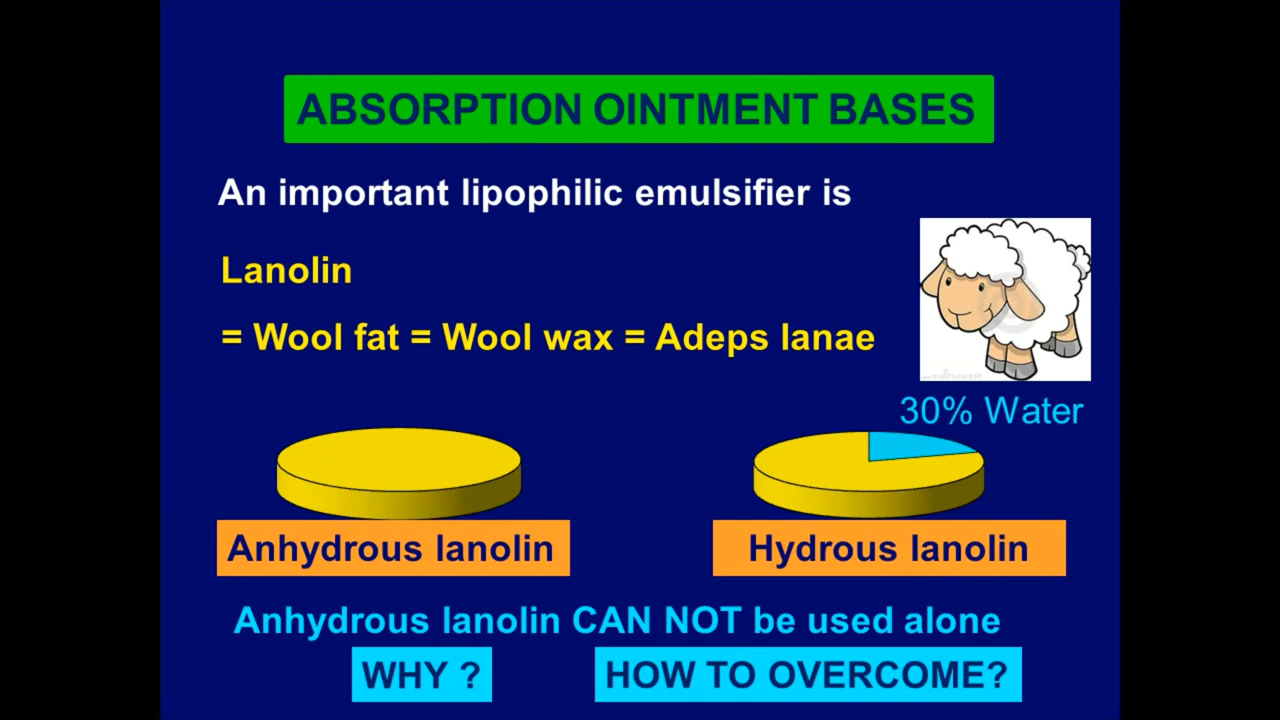 ABSORPTION OINTMENT BASES
An important lipophilic emulsifier is
Lanolin
= Wool fat = Wool wax = Adeps lanae
30% Water
Anhydrous lanolin
Hydrous lanolin
Anhydrous lanolin CAN NOT be used alone
WHY ?
HOW TO OVERCOME?